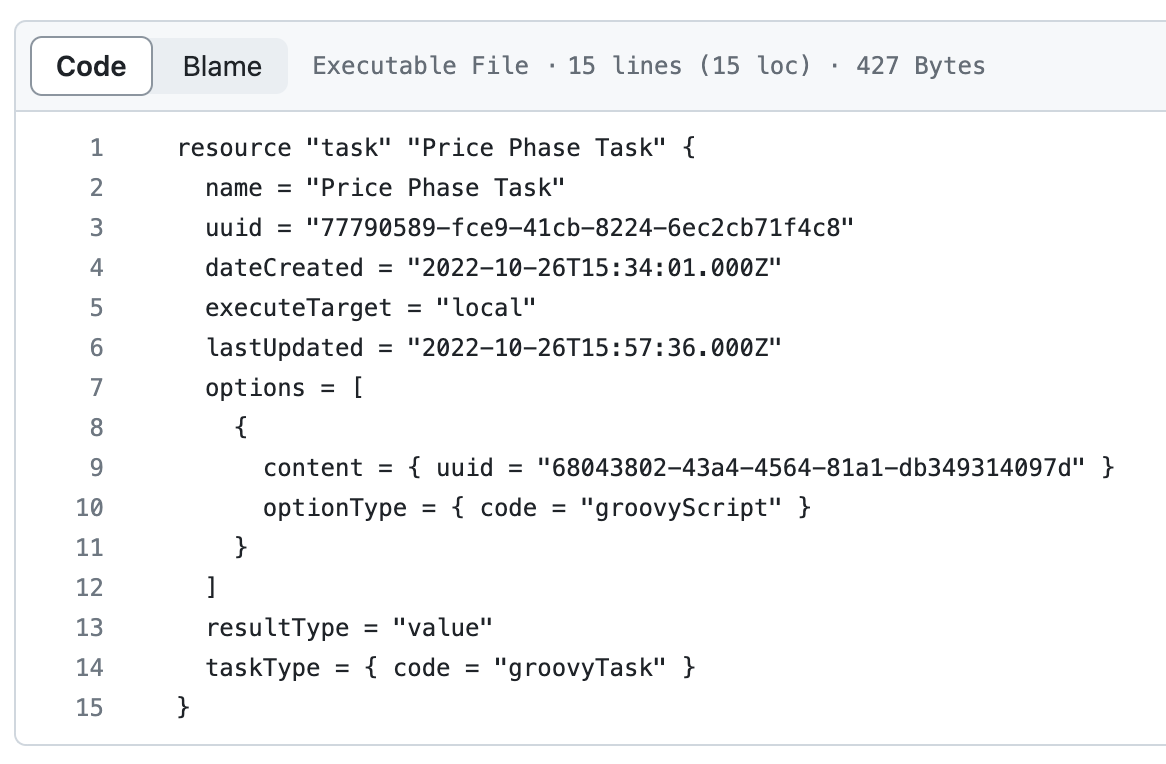 Code Blame Executable File · 15 lines (15 loc) · 427 Bytes
1 resource "task" "Price Phase Task" {
2   name = "Price Phase Task"
3   uuid = "77790589-fce9-41cb-8224-6ec2cb71f4c8"
4   dateCreated = "2022-10-26T15:34:01.000Z"
5   executeTarget = "local"
6   lastUpdated = "2022-10-26T15:57:36.000Z"
7   options = [
8     {
9       content = { uuid = "68043802-43a4-4564-81a1-db349314097d" }
10       optionType = { code = "groovyScript" }
11     }
12   ]
13   resultType = "value"
14   taskType = { code = "groovyTask" }
15 }